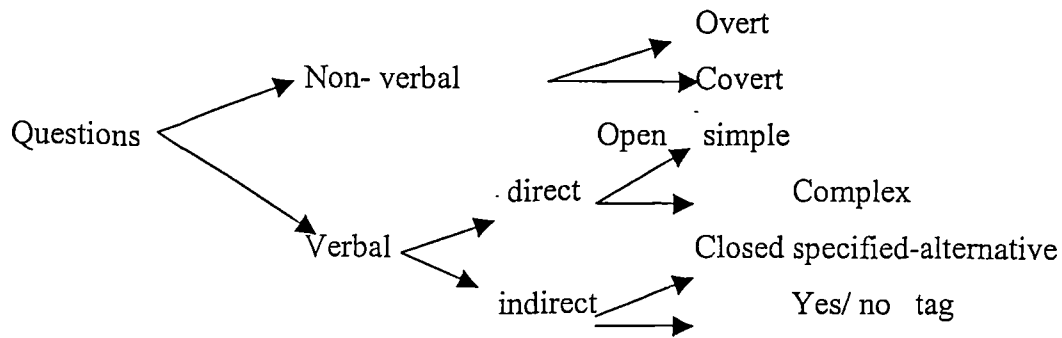 Overt
Non- verbal
Covert
Questions
Open simple
direct
Complex
Verbal
Closed specified-alternative
indirect
Yes/ no tag